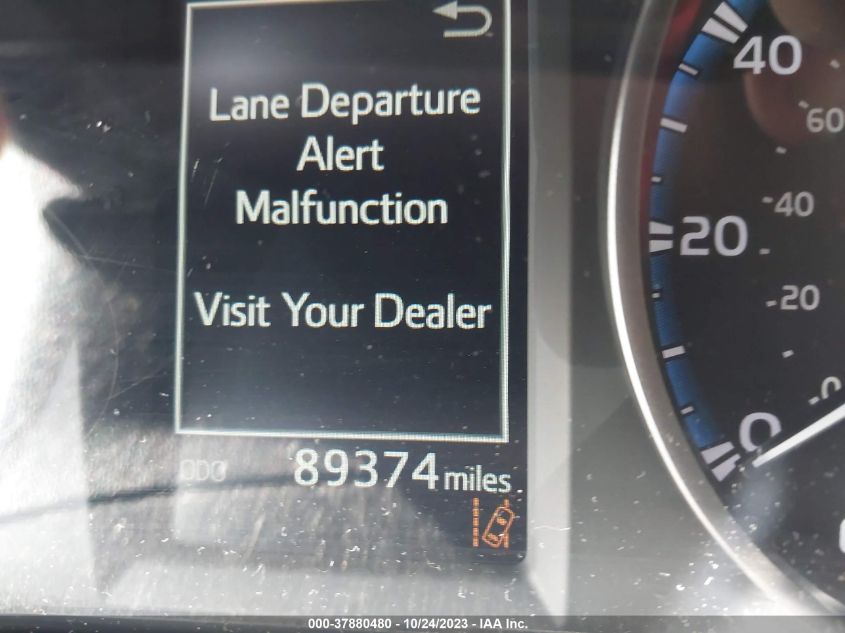 Lane Departure
Alert
Malfunction
Visit Your Dealer
ODO 89374 miles
40
20
0
60
40
20
0
000-37880480 - 10/24/2023 - IAA Inc.